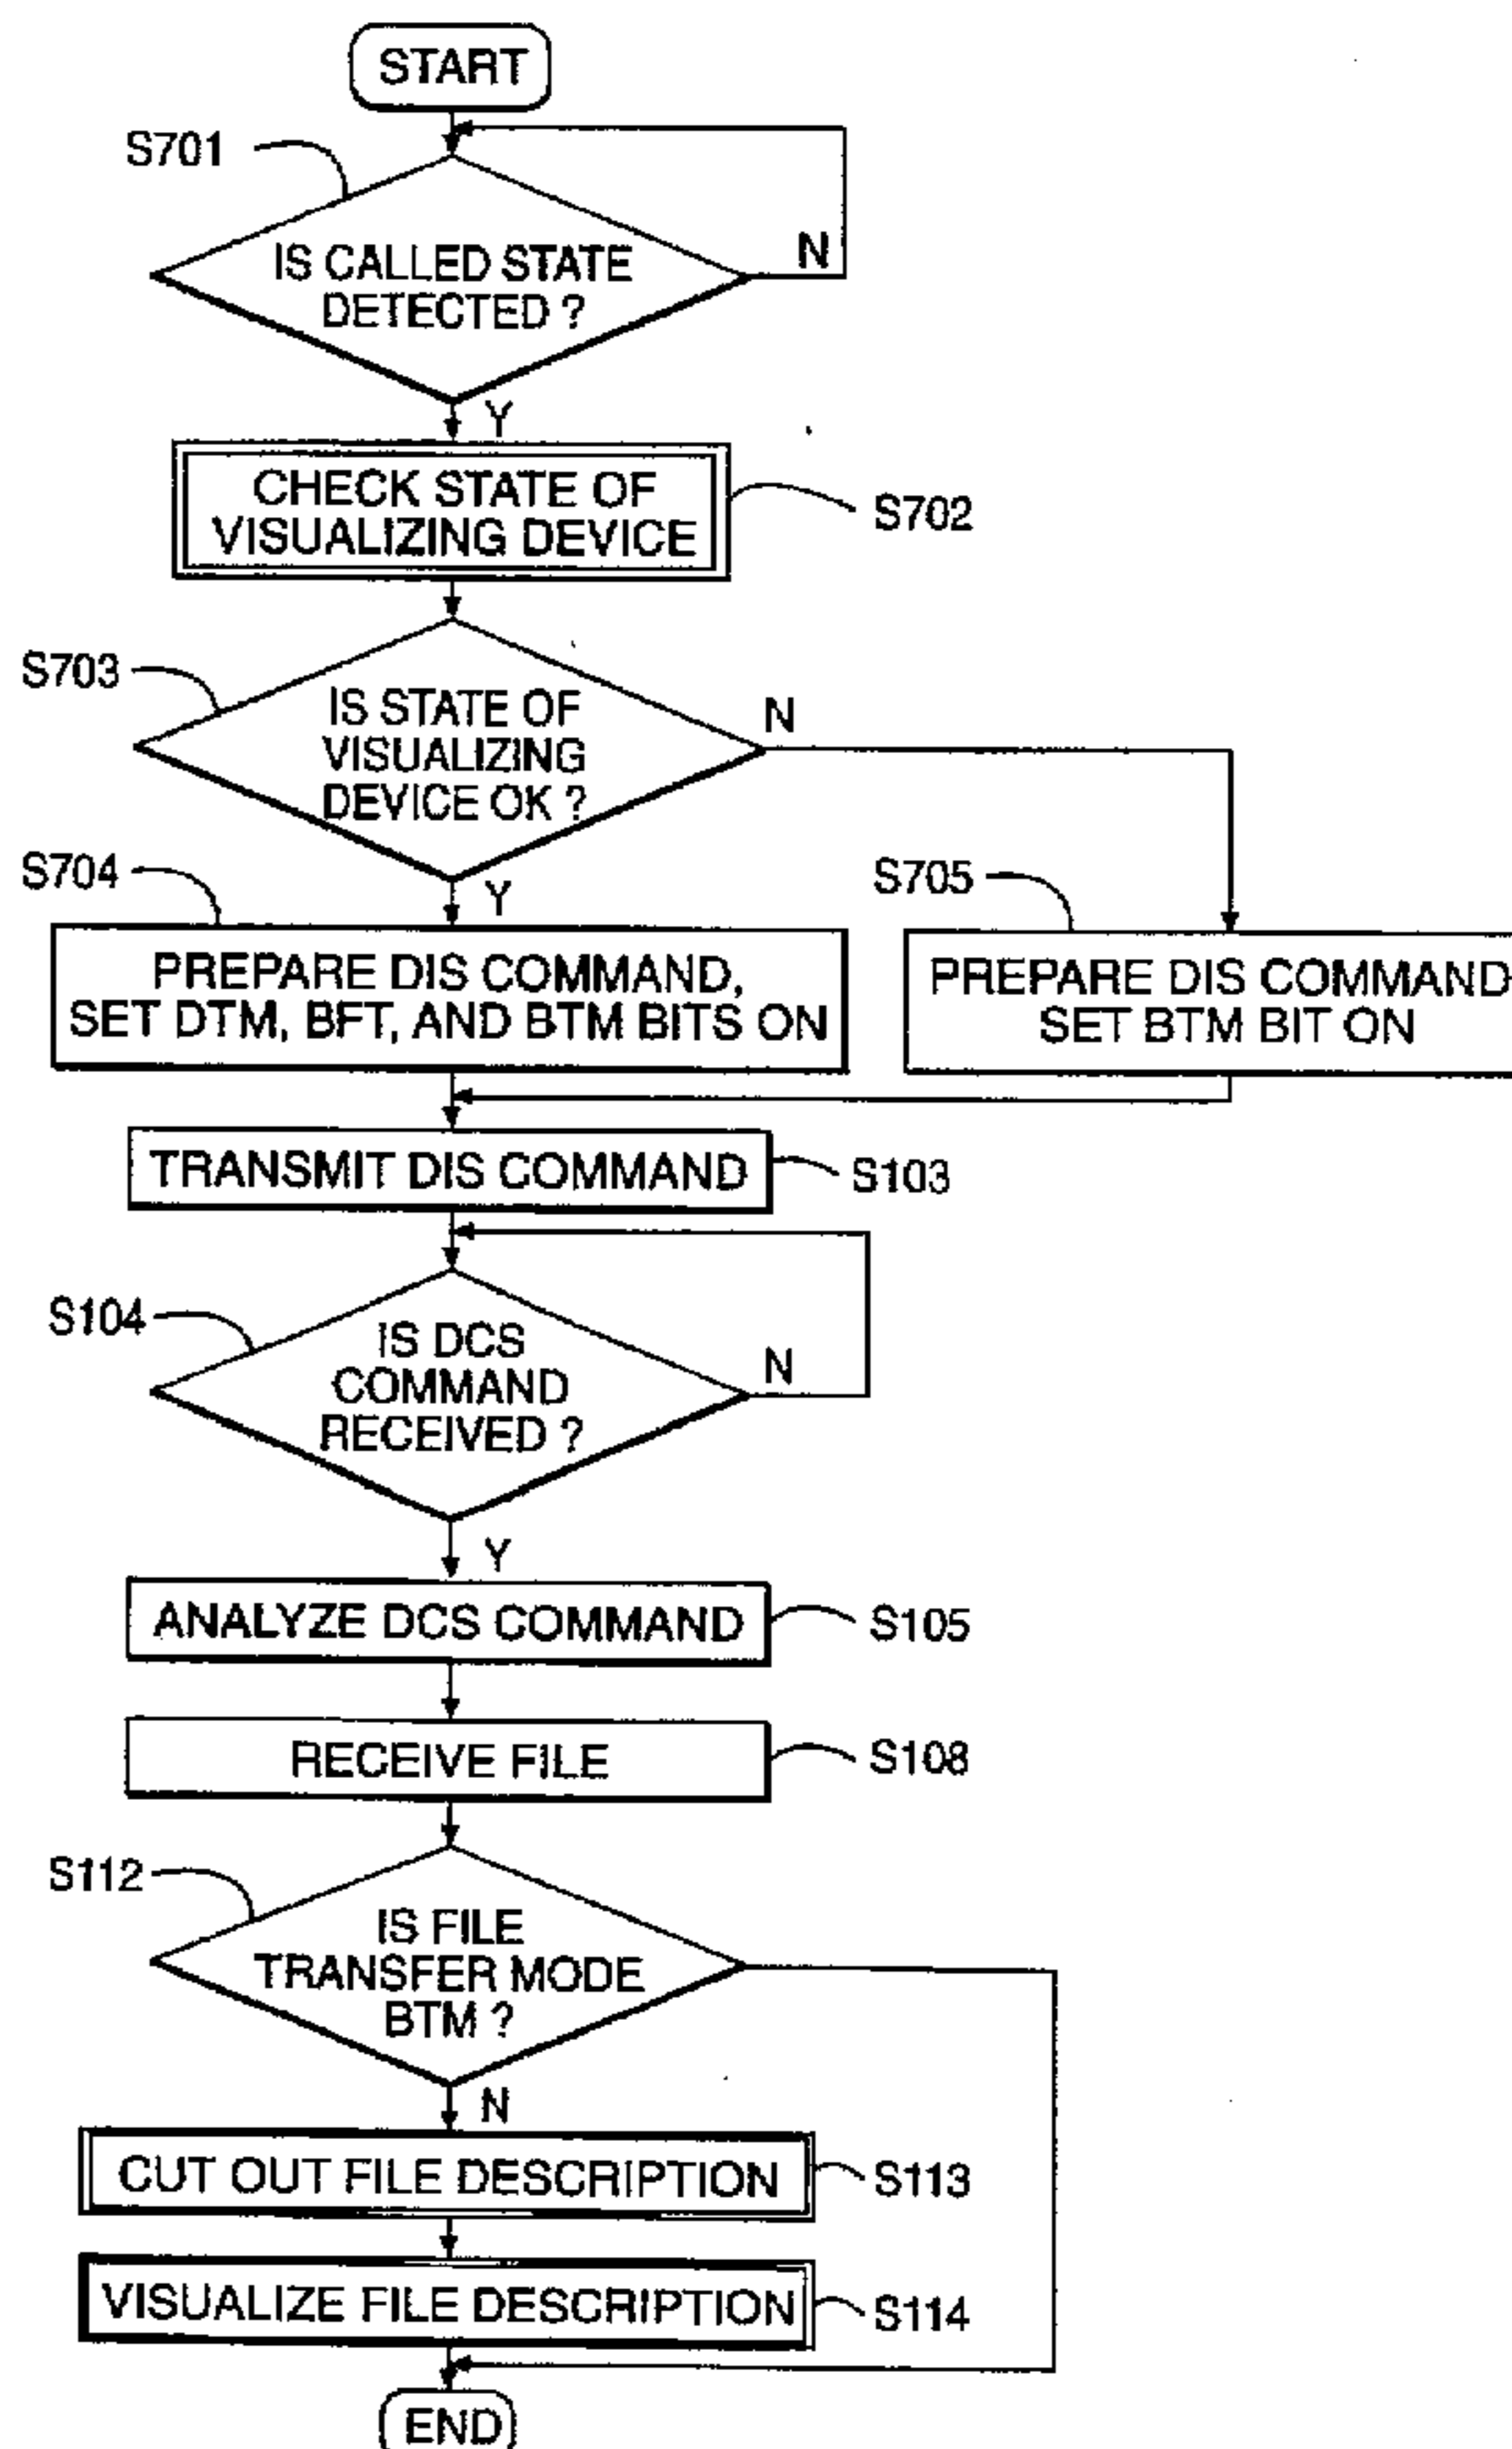 START
S701
IS CALLED STATE
DETECTED ?
N
Y
CHECK STATE OF
VISUALIZING DEVICE
S702
S703
IS STATE OF
VISUALIZING
DEVICE OK ?
N
Y
S704
PREPARE DIS COMMAND,
SET DTM, BFT, AND BTM BITS ON
S705
PREPARE DIS COMMAND
SET BTM BIT ON
TRANSMIT DIS COMMAND
S103
S104
IS DCS
COMMAND
RECEIVED ?
N
Y
ANALYZE DCS COMMAND
S105
RECEIVE FILE
S108
S112
IS FILE
TRANSFER MODE
BTM ?
N
CUT OUT FILE DESCRIPTION
S113
VISUALIZE FILE DESCRIPTION
S114
END